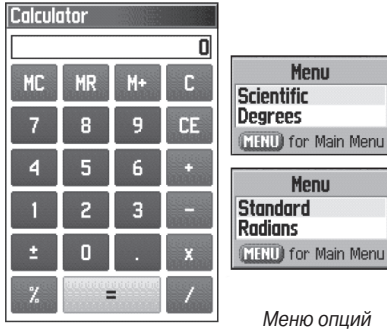 Calculator
0
MC MR M+ C
7 8 9 CE
4 5 6 +
1 2 3 -
± 0 . x
% = /
Menu
Scientific
Degrees
MENU for Main Menu
Menu
Standard
Radians
MENU for Main Menu
Меню опций